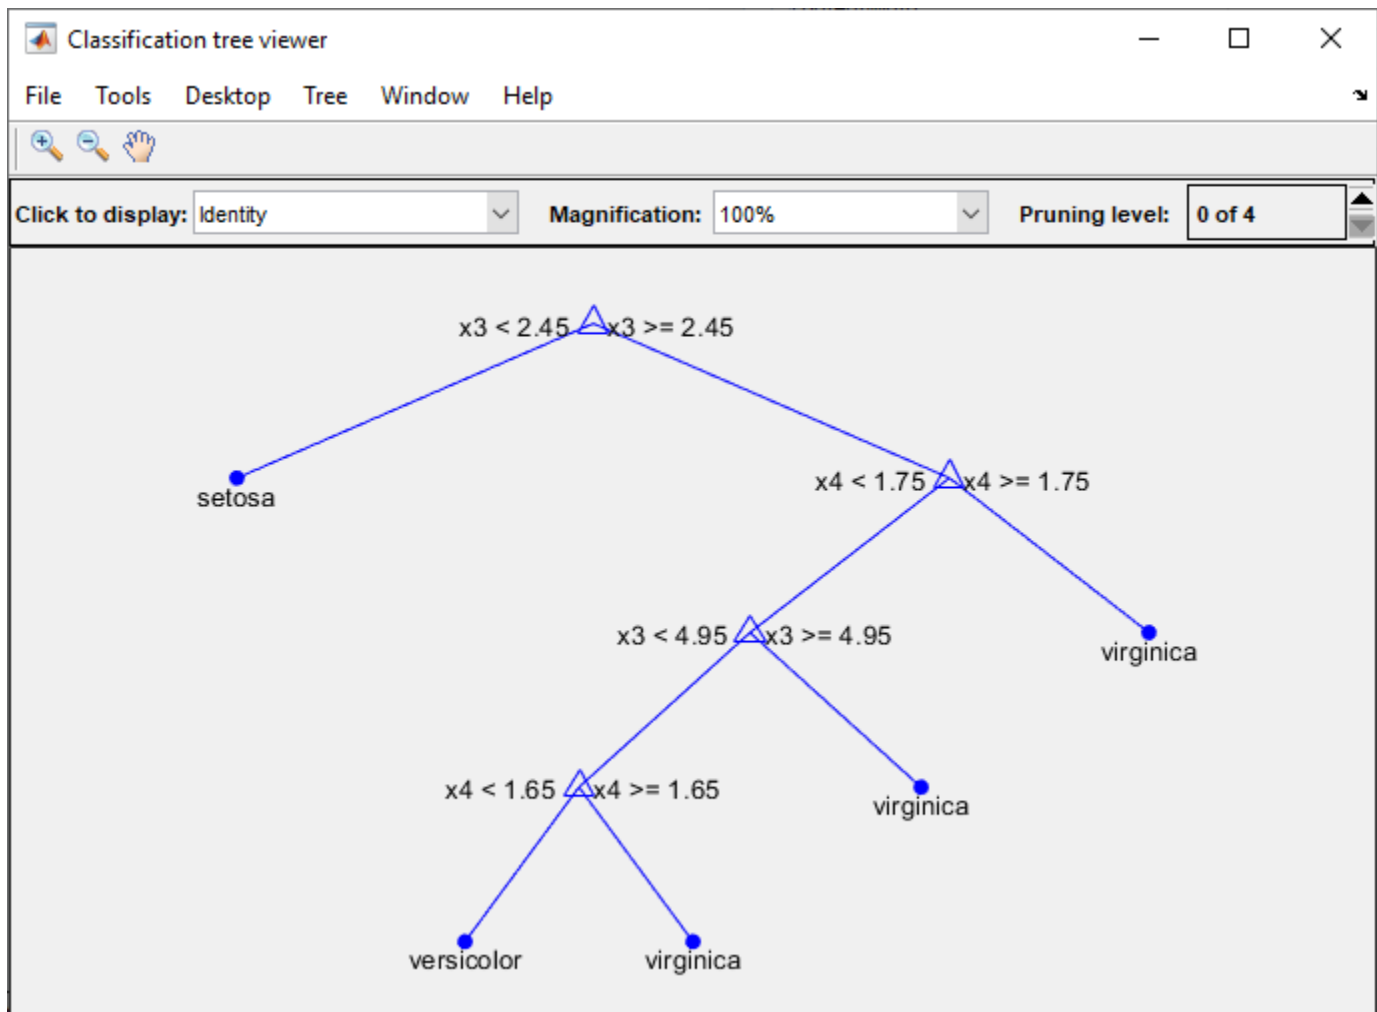 Classification tree viewer
File Tools Desktop Tree Window Help
Click to display: Identity Magnification: 100% Pruning level: 0 of 4
x3 < 2.45 x3 >= 2.45
setosa
x4 < 1.75 x4 >= 1.75
x3 < 4.95 x3 >= 4.95
virginica
x4 < 1.65 x4 >= 1.65
virginica
versicolor virginica